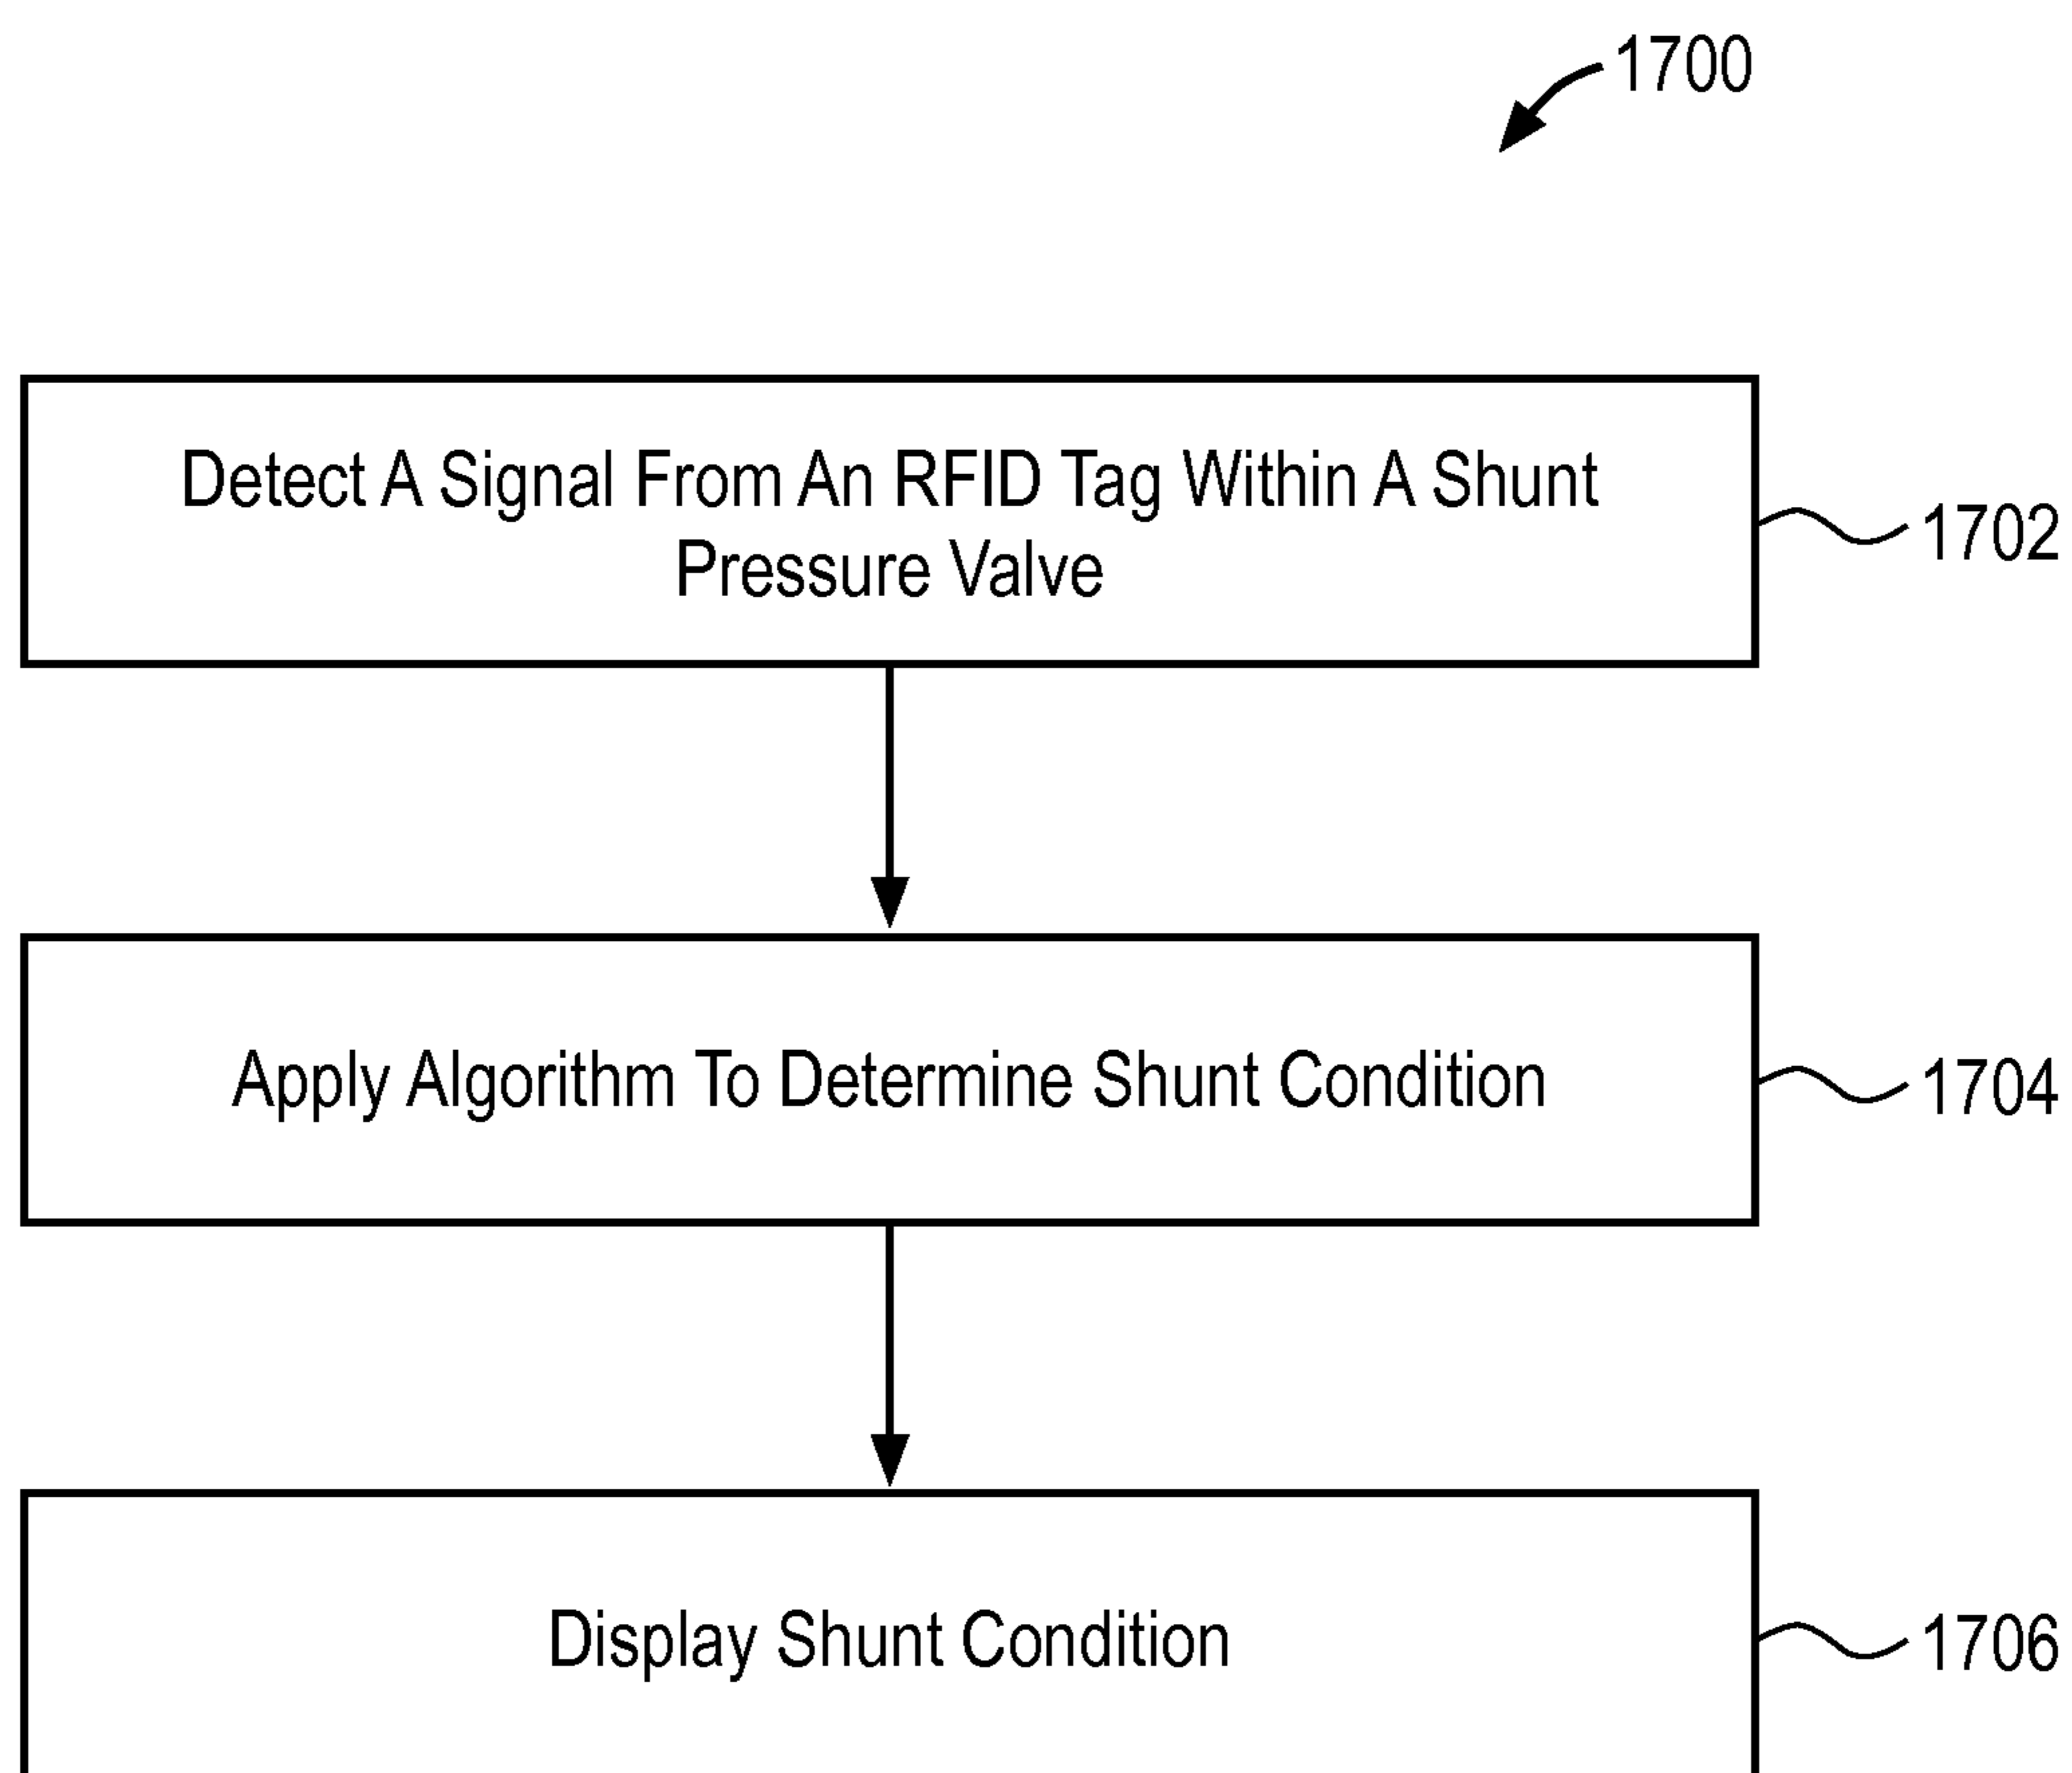 1700
Detect A Signal From An RFID Tag Within A Shunt
Pressure Valve
1702
Apply Algorithm To Determine Shunt Condition
1704
Display Shunt Condition
1706